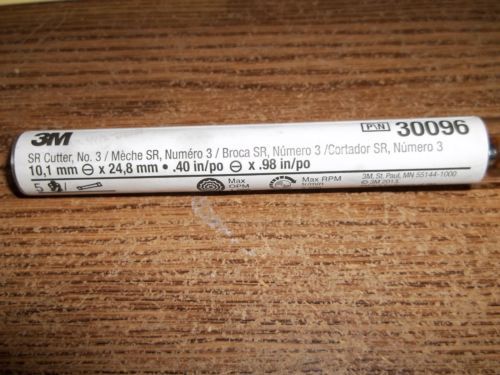 3M P\N 30096
SR Cutter, No. 3 / Mèche SR, Numéro 3 / Broca SR, Número 3 /Cortador SR, Número 3
10,1 mm ⊖ x 24,8 mm • .40 in/po ⊖ x .98 in/po
3M, St. Paul, MN 55144-1000
© 3M 2013
5 Max OPM Max RPM